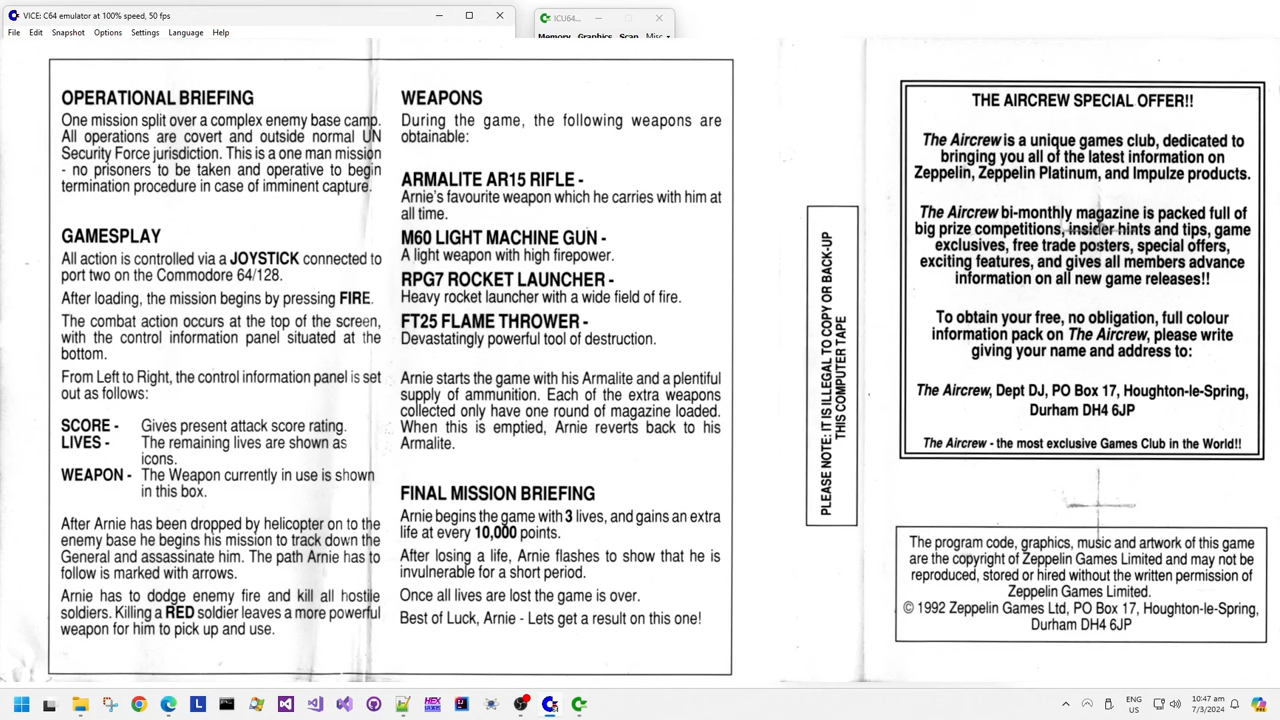 VICE: C64 emulator at 100% speed, 50 fps
File Edit Snapshot Options Settings Language Help
ICU64...
Memory Graphics Scan Misc
OPERATIONAL BRIEFING
One mission split over a complex enemy base camp.
All operations are covert and outside normal UN
Security Force jurisdiction. This is a one man mission
- no prisoners to be taken and operative to begin
termination procedure in case of imminent capture.
GAMESPLAY
All action is controlled via a JOYSTICK connected to
port two on the Commodore 64/128.
After loading, the mission begins by pressing FIRE.
The combat action occurs at the top of the screen,
with the control information panel situated at the
bottom.
From Left to Right, the control information panel is set
out as follows:
SCORE - Gives present attack score rating.
LIVES - The remaining lives are shown as
icons.
WEAPON - The Weapon currently in use is shown
in this box.
After Arnie has been dropped by helicopter on to the
enemy base he begins his mission to track down the
General and assassinate him. The path Arnie has to
follow is marked with arrows.
Arnie has to dodge enemy fire and kill all hostile
soldiers. Killing a RED soldier leaves a more powerful
weapon for him to pick up and use.
WEAPONS
During the game, the following weapons are
obtainable:
ARMALITE AR15 RIFLE -
Arnie's favourite weapon which he carries with him at
all time.
M60 LIGHT MACHINE GUN -
A light weapon with high firepower.
RPG7 ROCKET LAUNCHER -
Heavy rocket launcher with a wide field of fire.
FT25 FLAME THROWER -
Devastatingly powerful tool of destruction.
Arnie starts the game with his Armalite and a plentiful
supply of ammunition. Each of the extra weapons
collected only have one round of magazine loaded.
When this is emptied, Arnie reverts back to his
Armalite.
FINAL MISSION BRIEFING
Arnie begins the game with 3 lives, and gains an extra
life at every 10,000 points.
After losing a life, Arnie flashes to show that he is
invulnerable for a short period.
Once all lives are lost the game is over.
Best of Luck, Arnie - Lets get a result on this one!
PLEASE NOTE: IT IS ILLEGAL TO COPY OR BACK-UP
THIS COMPUTER TAPE
THE AIRCREW SPECIAL OFFER!!
The Aircrew is a unique games club, dedicated to
bringing you all of the latest information on
Zeppelin, Zeppelin Platinum, and Impulze products.
The Aircrew bi-monthly magazine is packed full of
big prize competitions, insider hints and tips, game
exclusives, free trade posters, special offers,
exciting features, and gives all members advance
information on all new game releases!!
To obtain your free, no obligation, full colour
information pack on The Aircrew, please write
giving your name and address to:
The Aircrew, Dept DJ, PO Box 17, Houghton-le-Spring,
Durham DH4 6JP
The Aircrew - the most exclusive Games Club in the World!!
The program code, graphics, music and artwork of this game
are the copyright of Zeppelin Games Limited and may not be
reproduced, stored or hired without the written permission of
Zeppelin Games Limited.
© 1992 Zeppelin Games Ltd, PO Box 17, Houghton-le-Spring,
Durham DH4 6JP
HEX
ENG
US
10:47 am
7/3/2024